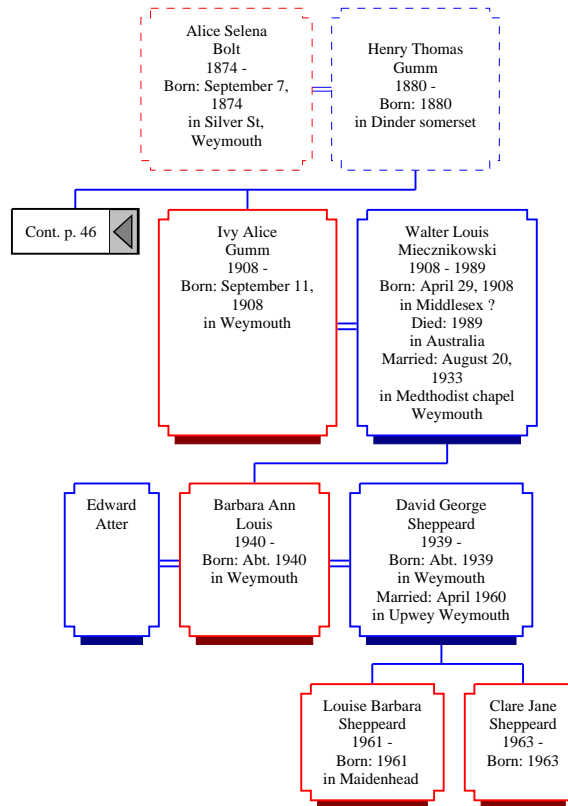 Alice Selena
Bolt
1874 -
Born: September 7,
1874
in Silver St,
Weymouth
Henry Thomas
Gumm
1880 -
Born: 1880
in Dinder somerset
Cont. p. 46
Ivy Alice
Gumm
1908 -
Born: September 11,
1908
in Weymouth
Walter Louis
Miecznikowski
1908 - 1989
Born: April 29, 1908
in Middlesex ?
Died: 1989
in Australia
Married: August 20,
1933
in Medthodist chapel
Weymouth
Edward
Atter
Barbara Ann
Louis
1940 -
Born: Abt. 1940
in Weymouth
David George
Sheppeard
1939 -
Born: Abt. 1939
in Weymouth
Married: April 1960
in Upwey Weymouth
Louise Barbara
Sheppeard
1961 -
Born: 1961
in Maidenhead
Clare Jane
Sheppeard
1963 -
Born: 1963